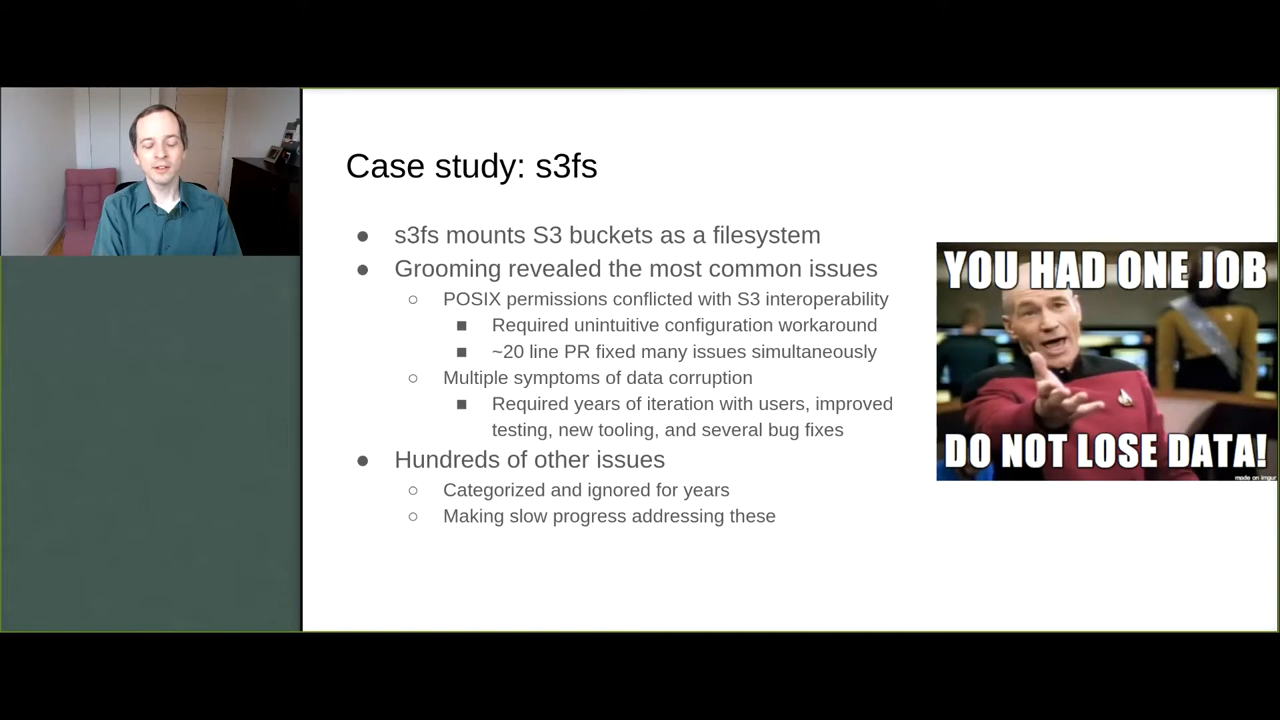 Case study: s3fs
● s3fs mounts S3 buckets as a filesystem
● Grooming revealed the most common issues
○ POSIX permissions conflicted with S3 interoperability
■ Required unintuitive configuration workaround
■ ~20 line PR fixed many issues simultaneously
○ Multiple symptoms of data corruption
■ Required years of iteration with users, improved
testing, new tooling, and several bug fixes
● Hundreds of other issues
○ Categorized and ignored for years
○ Making slow progress addressing these
YOU HAD ONE JOB
DO NOT LOSE DATA!
made on imgur